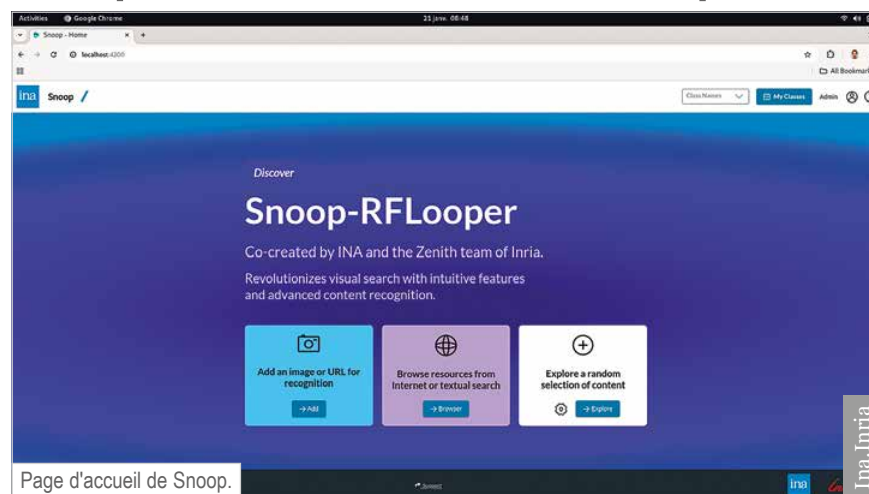 Activities Google Chrome 21 janv. 08:48
Snoop - Home × +
localhost:4200
All Bookmark
ina Snoop / Class Names My Classes Admin
Discover
Snoop-RFLooper
Co-created by INA and the Zenith team of Inria.
Revolutionizes visual search with intuitive features
and advanced content recognition.
Add an image or URL for
recognition
→ Add
Browse resources from
Internet or textual search
→ Browser
Explore a random
selection of content
→ Explore
Support
ina
Page d'accueil de Snoop.
Ina.Inria